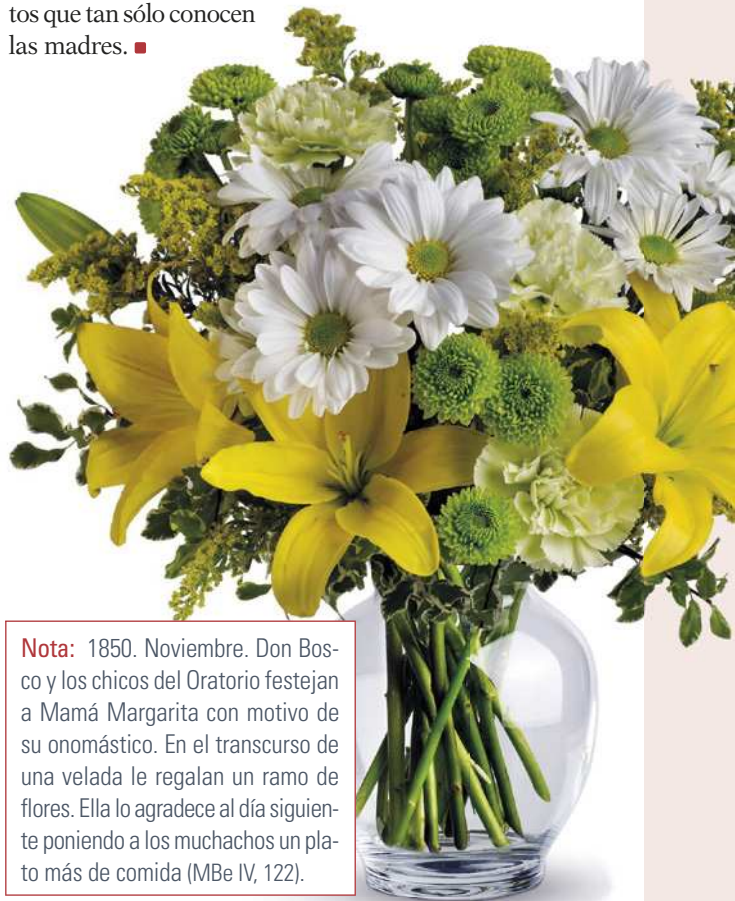 tos que tan sólo conocen
las madres.
Nota: 1850. Noviembre. Don Bos-
co y los chicos del Oratorio festejan
a Mamá Margarita con motivo de
su onomástico. En el transcurso de
una velada le regalan un ramo de
flores. Ella lo agradece al día siguien-
te poniendo a los muchachos un pla-
to más de comida (MBe IV, 122).